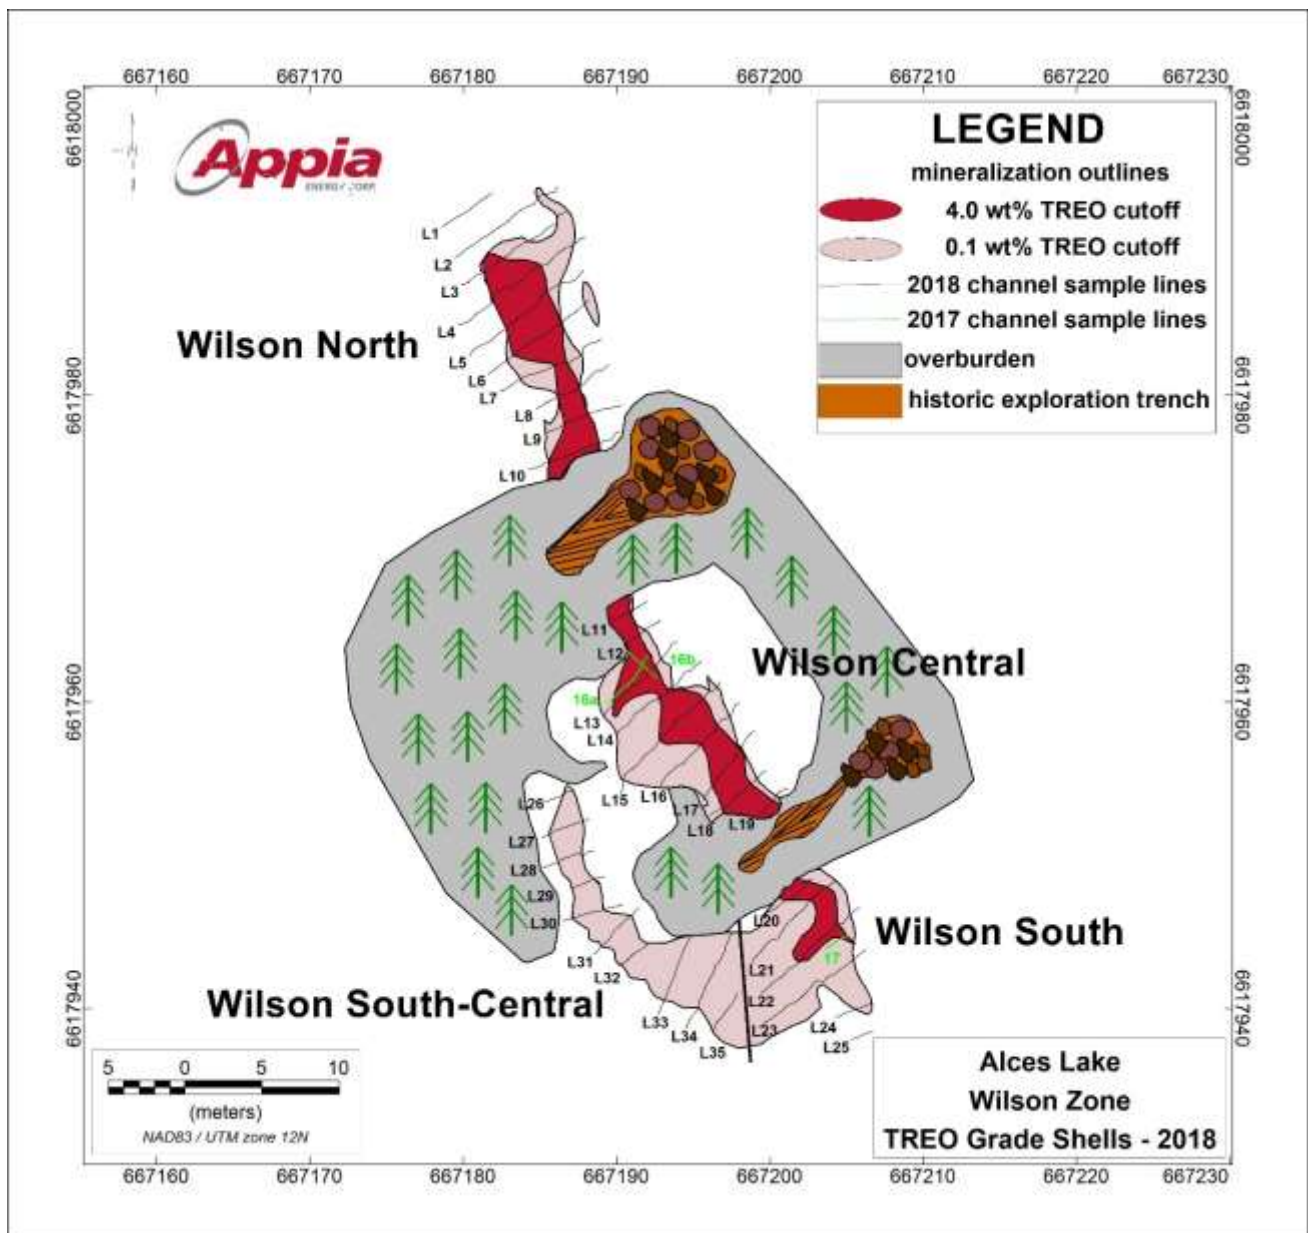 667160 667170 667180 667190 667200 667210 667220 667230
6618000
6618000
Appia
ENERGY CORP.
LEGEND
mineralization outlines
4.0 wt% TREO cutoff
0.1 wt% TREO cutoff
2018 channel sample lines
2017 channel sample lines
overburden
historic exploration trench
L1
L2
L3
Wilson North
L4
L5
L6
L7
6617980
6617980
L8
L9
L10
L11
L12
16b
Wilson Central
16a
6617960
6617960
L13
L14
L15
L16
L17
L18
L19
L26
L27
L28
L29
L30
L20
Wilson South
L31
L32
L21
17
Wilson South-Central
L22
L33
L34
L35
L23
L24
L25
6617940
6617940
5 0 5 10
(meters)
NAD83 / UTM zone 12N
Alces Lake
Wilson Zone
TREO Grade Shells - 2018
667160 667170 667180 667190 667200 667210 667220 667230